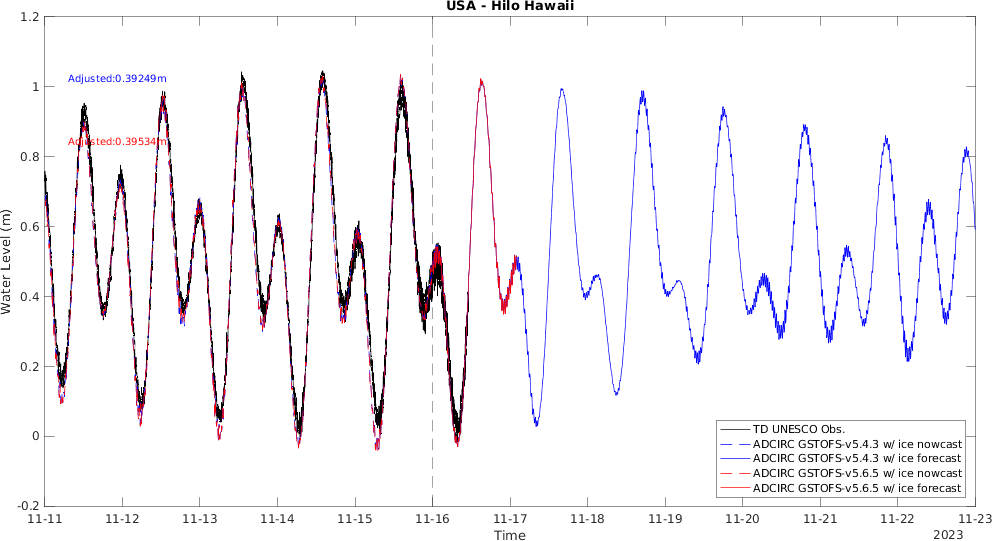 USA - Hilo Hawaii
1.2
1
0.8
0.6
0.4
0.2
0
-0.2
Water Level (m)
Adjusted:0.39249m
Adjusted:0.39534m
TD UNESCO Obs.
ADCIRC GSTOFS-v5.4.3 w/ ice nowcast
ADCIRC GSTOFS-v5.4.3 w/ ice forecast
ADCIRC GSTOFS-v5.6.5 w/ ice nowcast
ADCIRC GSTOFS-v5.6.5 w/ ice forecast
11-11 11-12 11-13 11-14 11-15 11-16 11-17 11-18 11-19 11-20 11-21 11-22 11-23
Time
2023